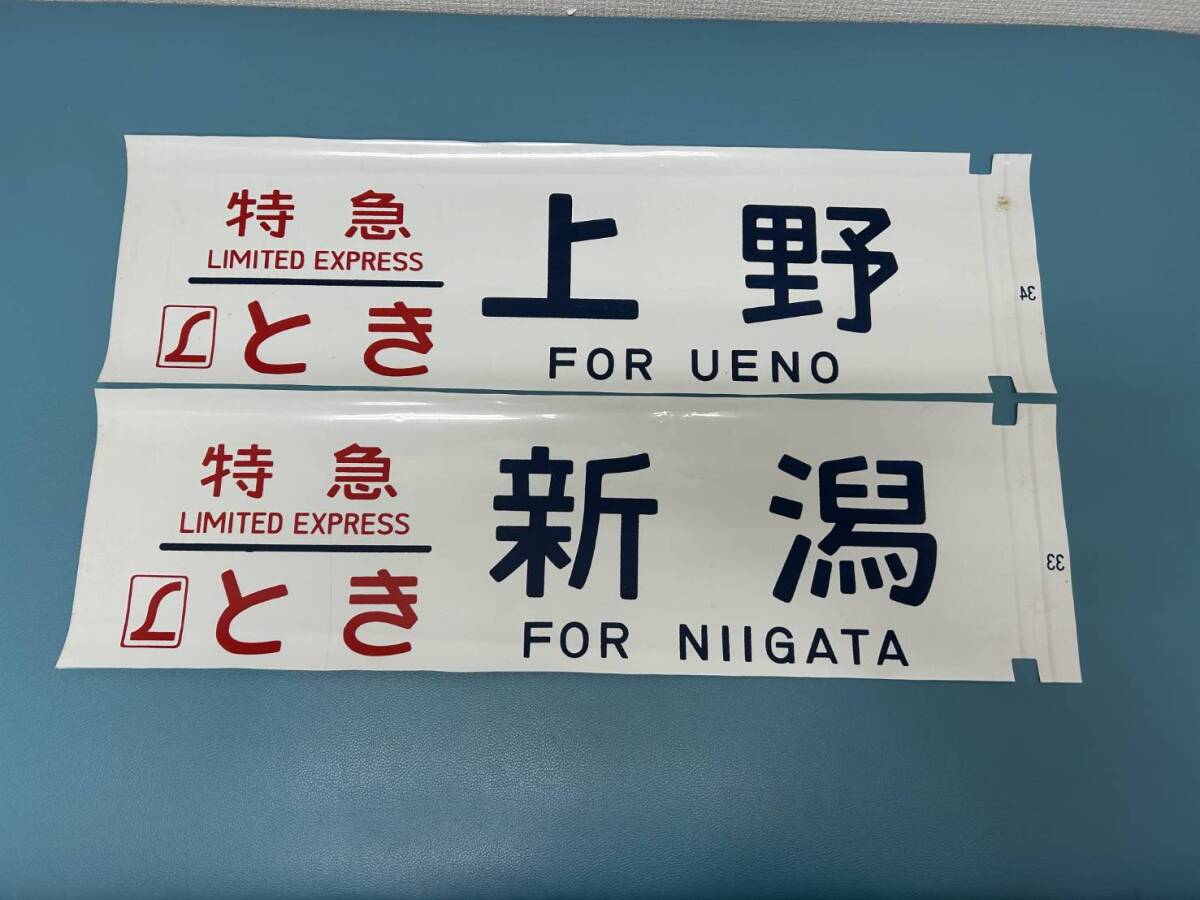 特急
LIMITED EXPRESS
とき
上野
FOR UENO
34
特急
LIMITED EXPRESS
とき
新潟
FOR NIIGATA
33